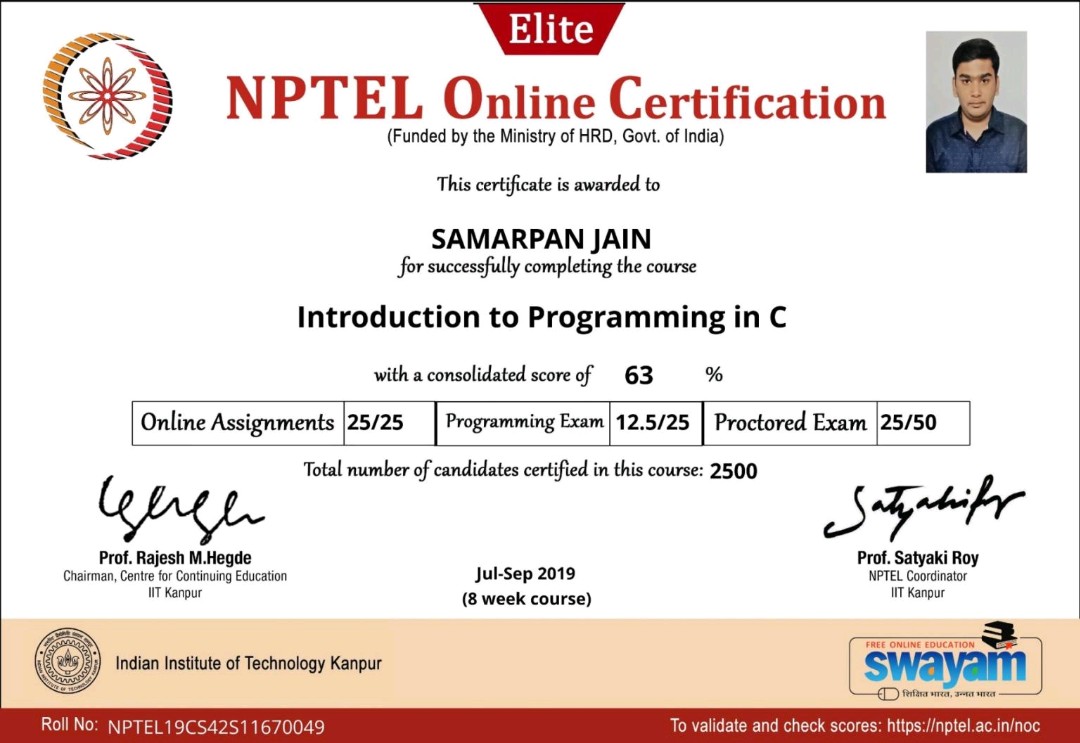 Elite
NPTEL Online Certification
(Funded by the Ministry of HRD, Govt. of India)
This certificate is awarded to
SAMARPAN JAIN
for successfully completing the course
Introduction to Programming in C
with a consolidated score of 63 %
Online Assignments 25/25 Programming Exam 12.5/25 Proctored Exam 25/50
Total number of candidates certified in this course: 2500
Prof. Rajesh M.Hegde
Chairman, Centre for Continuing Education
IIT Kanpur
Jul-Sep 2019
(8 week course)
Prof. Satyaki Roy
NPTEL Coordinator
IIT Kanpur
Indian Institute of Technology Kanpur
FREE ONLINE EDUCATION
swayam
शिक्षित भारत, उन्नत भारत
Roll No: NPTEL19CS42S11670049
To validate and check scores: https://nptel.ac.in/noc